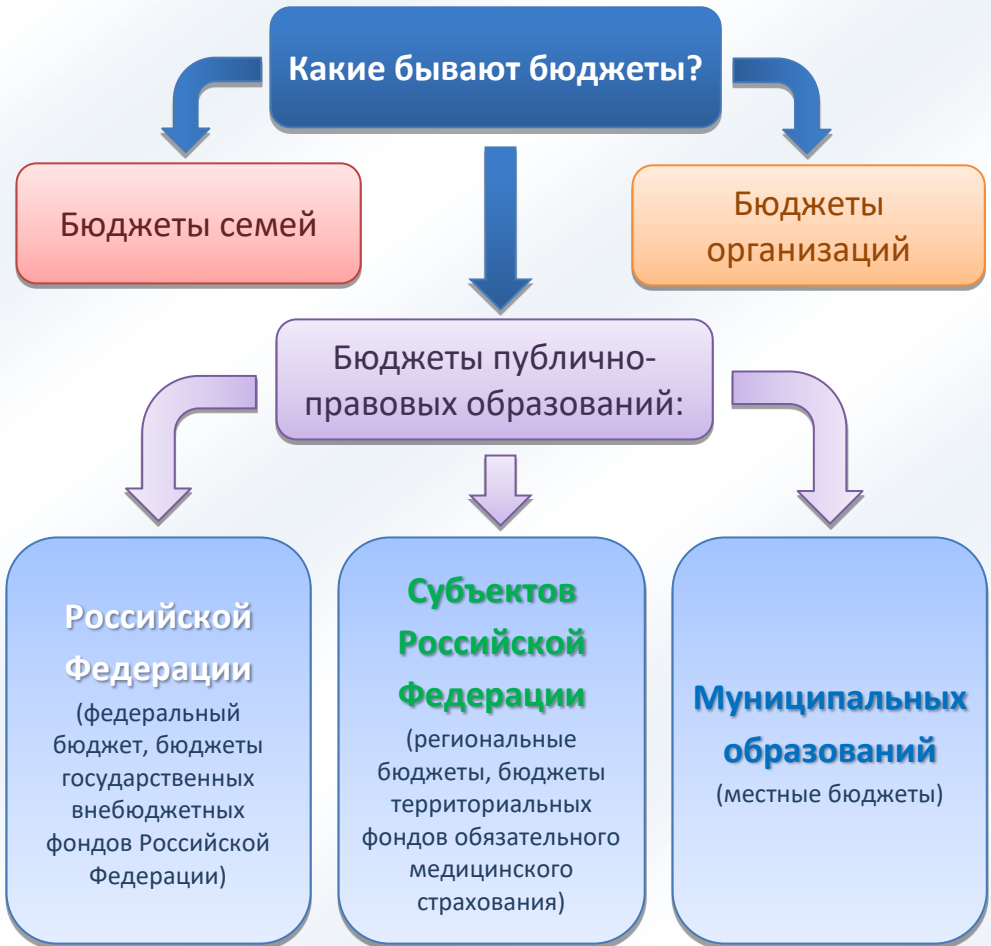 Какие бывают бюджеты?
Бюджеты семей
Бюджеты
организаций
Бюджеты публично-
правовых образований:
Российской
Федерации
(федеральный
бюджет, бюджеты
государственных
внебюджетных
фондов Российской
Федерации)
Субъектов
Российской
Федерации
(региональные
бюджеты, бюджеты
территориальных
фондов обязательного
медицинского
страхования)
Муниципальных
образований
(местные бюджеты)